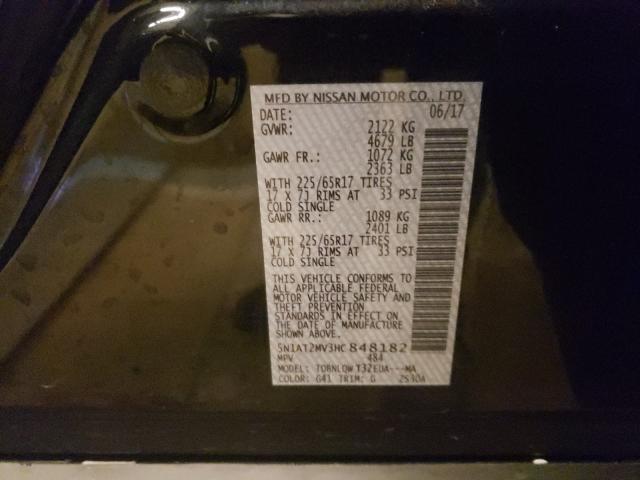 MFD BY NISSAN MOTOR CO., LTD
DATE: 06/17
GVWR: 2122 KG
4679 LB
GAWR FR.: 1072 KG
2363 LB
WITH 225/65R17 TIRES
17 X 7J RIMS AT 33 PSI
COLD SINGLE
GAWR RR.: 1089 KG
2401 LB
WITH 225/65R17 TIRES
17 X 7J RIMS AT 33 PSI
COLD SINGLE
THIS VEHICLE CONFORMS TO
ALL APPLICABLE FEDERAL
MOTOR VEHICLE SAFETY AND
THEFT PREVENTION
STANDARDS IN EFFECT ON
THE DATE OF MANUFACTURE
SHOWN ABOVE.
5N1AT2MV3HC848182
MPV 484
MODEL: T32EUA---MA
COLOR: G41 TRIM: G